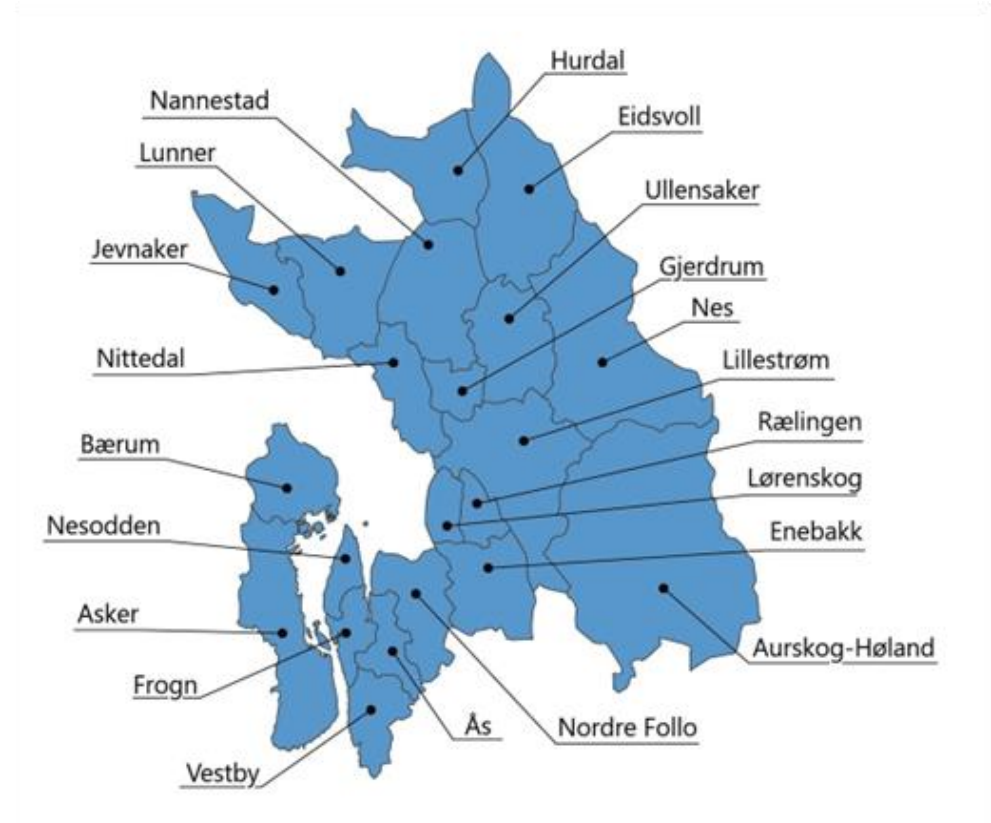 Hurdal
Nannestad
Eidsvoll
Lunner
Ullensaker
Jevnaker
Gjerdrum
Nes
Nittedal
Lillestrøm
Rælingen
Bærum
Lørenskog
Nesodden
Enebakk
Asker
Aurskog-Høland
Frogn
Ås
Nordre Follo
Vestby